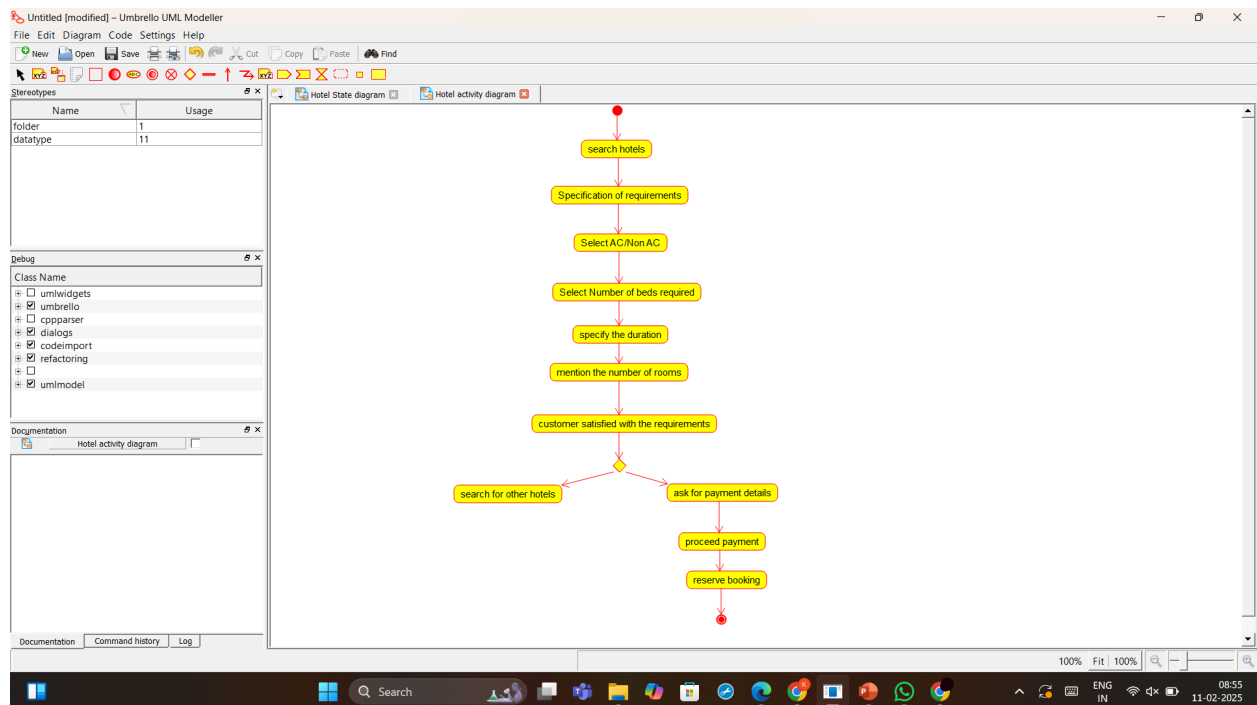 Untitled [modified] – Umbrello UML Modeller
File Edit Diagram Code Settings Help
New Open Save Cut Copy Paste Find
Stereotypes
Hotel State diagram Hotel activity diagram
Name Usage
folder 1
datatype 11
Debug
Class Name
umlwidgets
umbrello
cppparser
dialogs
codeimport
refactoring
umlmodel
Documentation
Hotel activity diagram
Documentation Command history Log
search hotels
Specification of requirements
Select AC/Non AC
Select Number of beds required
specify the duration
mention the number of rooms
customer satisfied with the requirements
search for other hotels
ask for payment details
proceed payment
reserve booking
100% Fit 100%
Search
ENG
IN
08:55
11-02-2025